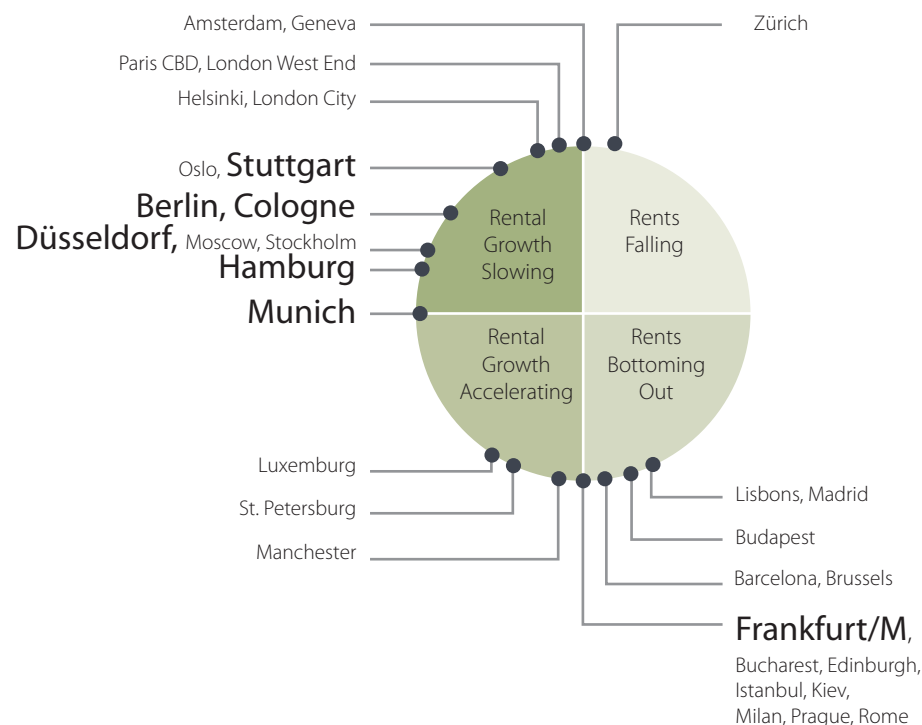 Amsterdam, Geneva
Zürich
Paris CBD, London West End
Helsinki, London City
Oslo, Stuttgart
Berlin, Cologne
Düsseldorf, Moscow, Stockholm
Hamburg
Munich
Rental
Growth
Slowing
Rents
Falling
Rental
Growth
Accelerating
Rents
Bottoming
Out
Luxemburg
St. Petersburg
Manchester
Lisbons, Madrid
Budapest
Barcelona, Brussels
Frankfurt/M,
Bucharest, Edinburgh,
Istanbul, Kiev,
Milan, Prague, Rome